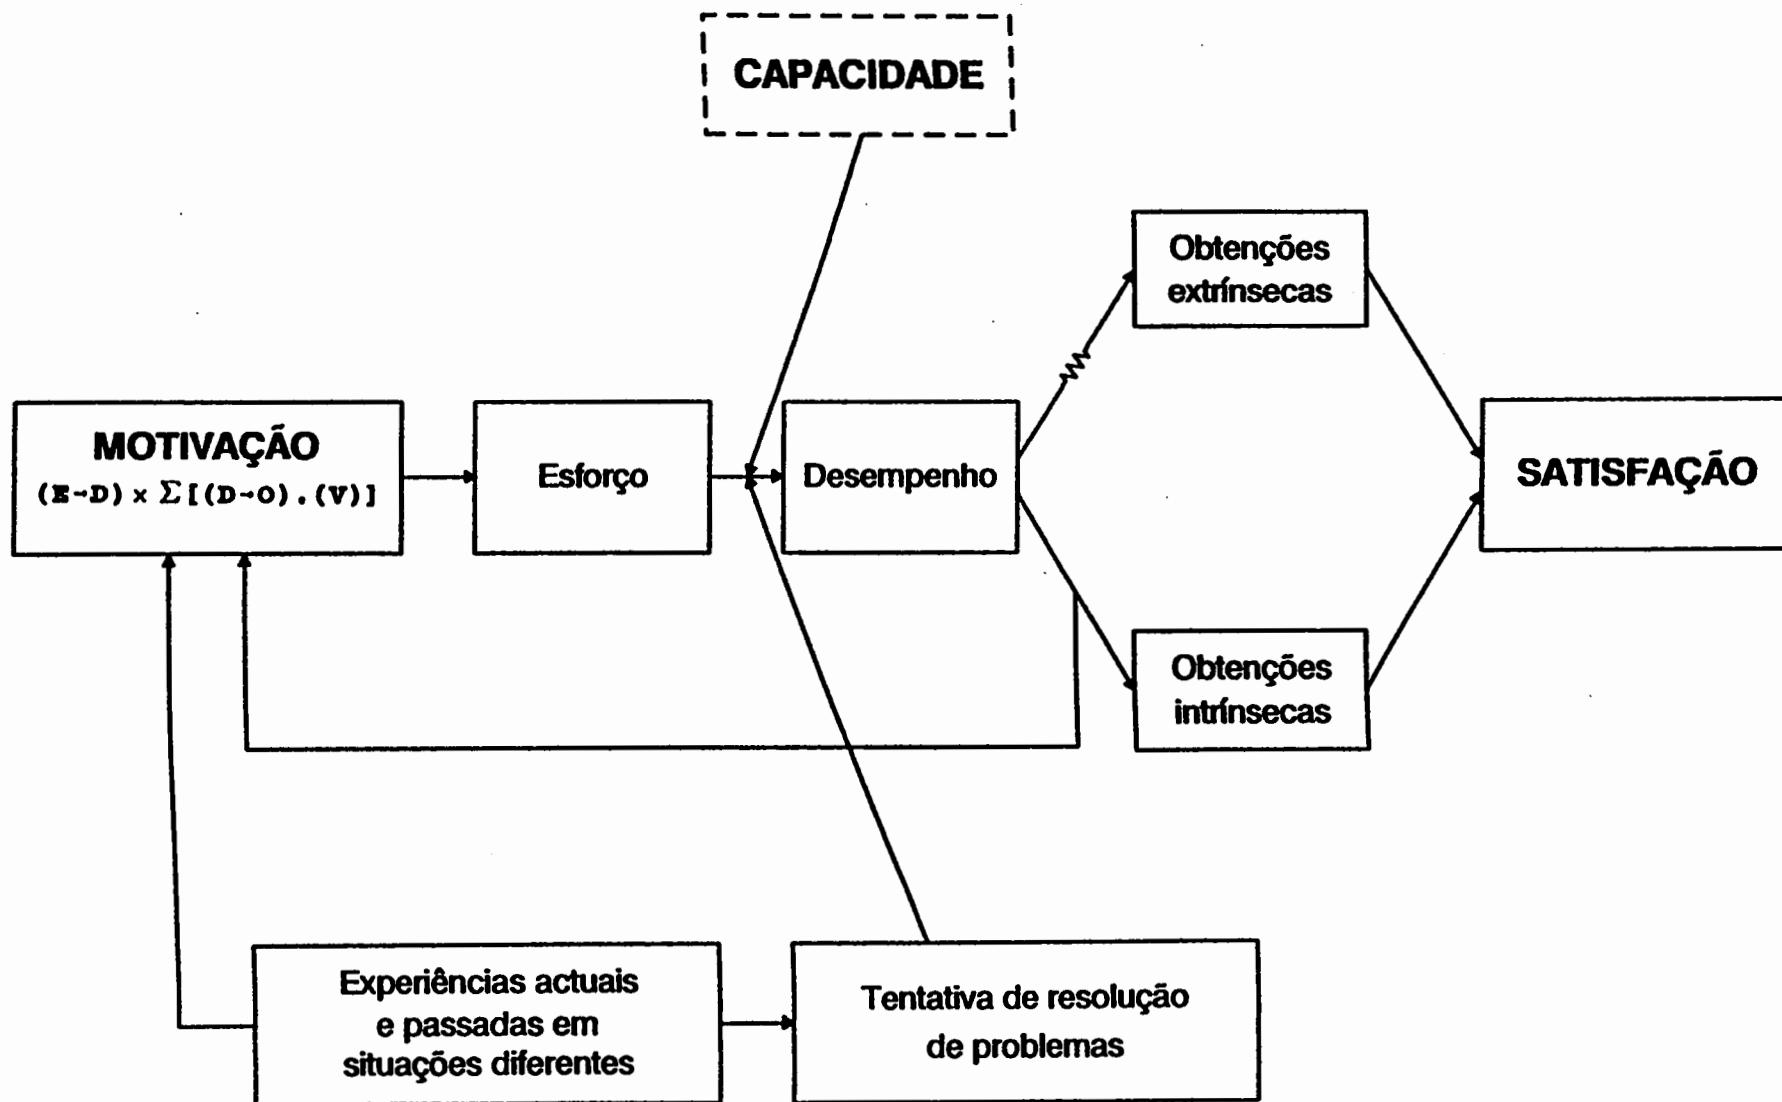 CAPACIDADE
Obtenções
extrínsecas
MOTIVAÇÃO
(E→D) × Σ[(D→O).(V)]
Esforço
Desempenho
SATISFAÇÃO
Obtenções
intrínsecas
Experiências actuais
e passadas em
situações diferentes
Tentativa de resolução
de problemas